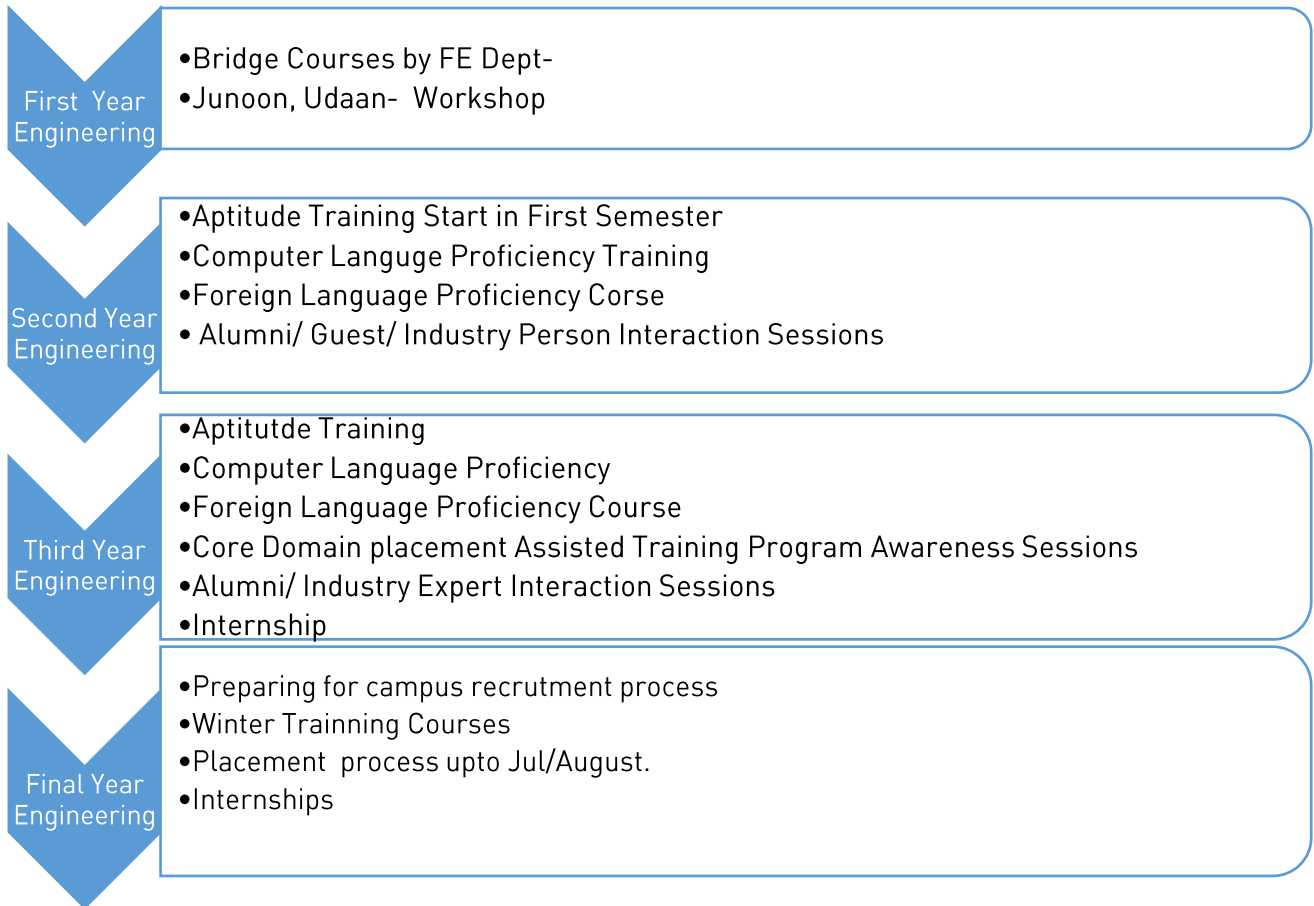 First Year
Engineering
•Bridge Courses by FE Dept-
•Junoon, Udaan- Workshop
Second Year
Engineering
•Aptitude Training Start in First Semester
•Computer Languge Proficiency Training
•Foreign Language Proficiency Corse
• Alumni/ Guest/ Industry Person Interaction Sessions
Third Year
Engineering
•Aptitutde Training
•Computer Language Proficiency
•Foreign Language Proficiency Course
•Core Domain placement Assisted Training Program Awareness Sessions
•Alumni/ Industry Expert Interaction Sessions
•Internship
Final Year
Engineering
•Preparing for campus recrutment process
•Winter Trainning Courses
•Placement process upto Jul/August.
•Internships